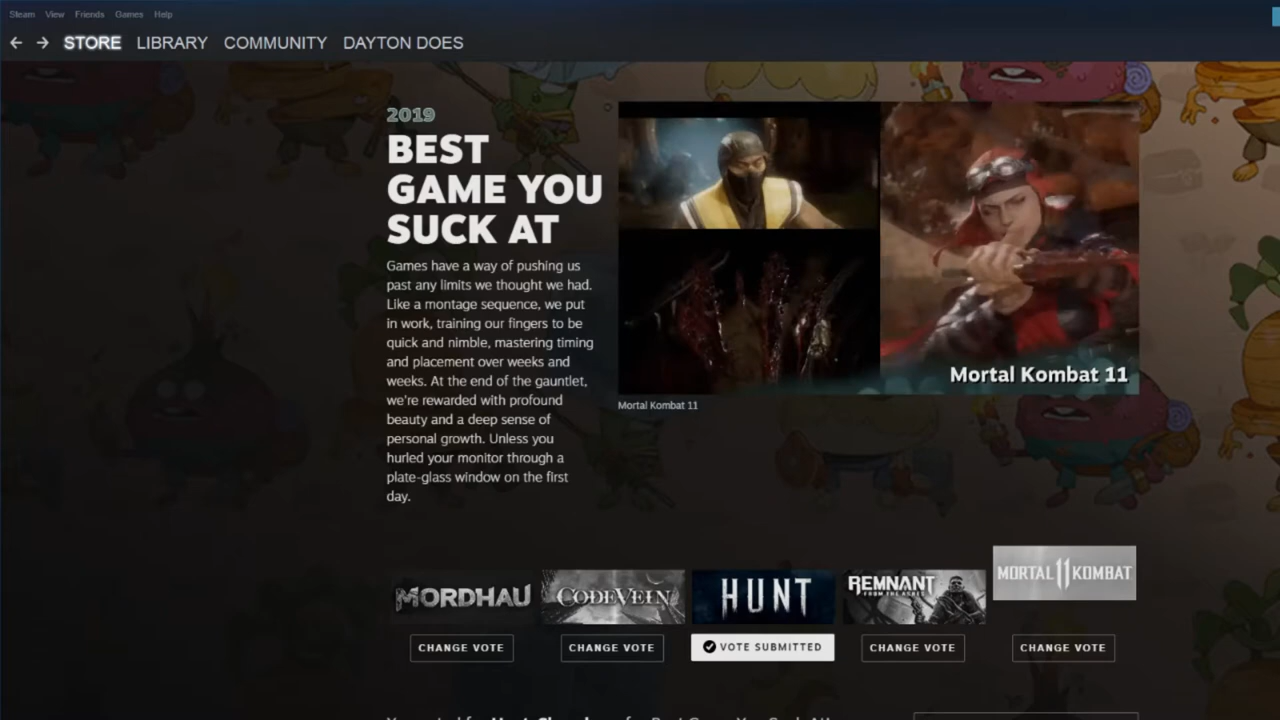 Steam View Friends Games Help
STORE LIBRARY COMMUNITY DAYTON DOES
2019
BEST
GAME YOU
SUCK AT
Games have a way of pushing us
past any limits we thought we had.
Like a montage sequence, we put
in work, training our fingers to be
quick and nimble, mastering timing
and placement over weeks and
weeks. At the end of the gauntlet,
we're rewarded with profound
beauty and a deep sense of
personal growth. Unless you
hurled your monitor through a
plate-glass window on the first
day.
Mortal Kombat 11
Mortal Kombat 11
MORDHAU
CODE VEIN
HUNT
REMNANT
FROM THE ASHES
MORTAL 11 KOMBAT
CHANGE VOTE
CHANGE VOTE
VOTE SUBMITTED
CHANGE VOTE
CHANGE VOTE